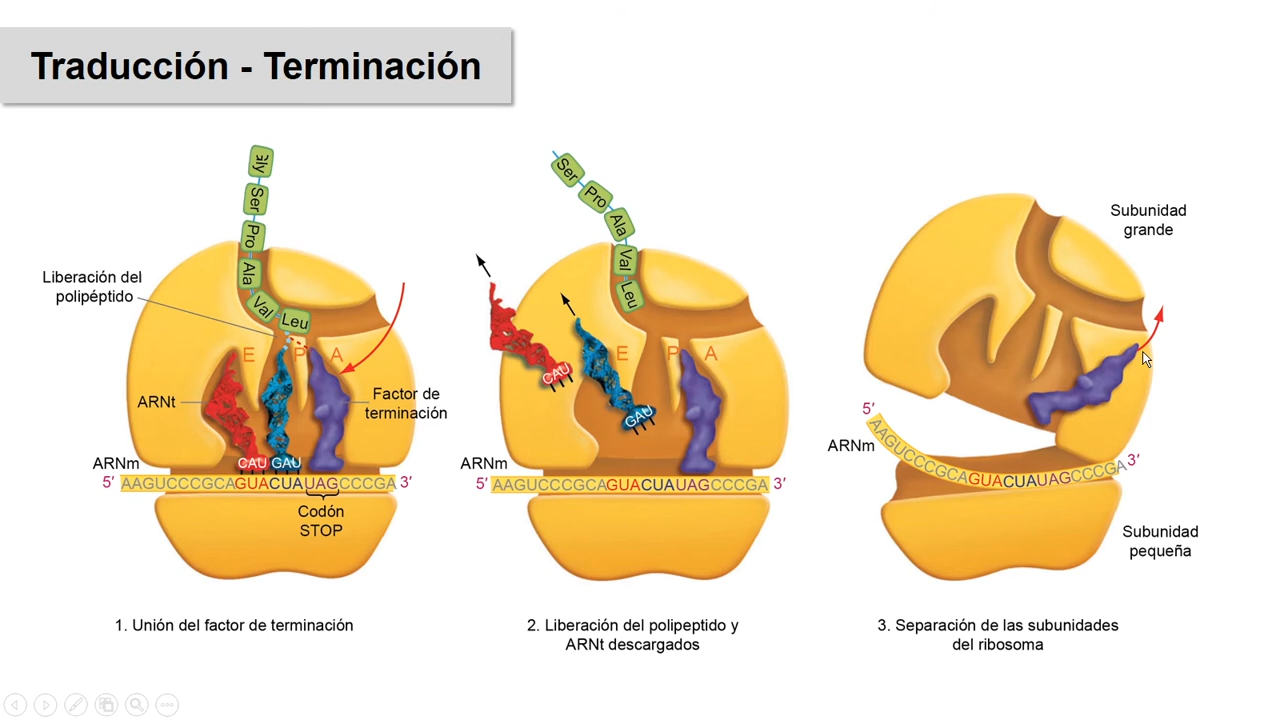 Traducción - Terminación
Gly
Ser
Pro
Ala
Val
Leu
Liberación del
polipéptido
E P A
ARNt
Factor de
terminación
CAU GAU
ARNm
5' AAGUCCCGCAGUACUAUAGCCCGA 3'
Codón
STOP
1. Unión del factor de terminación
Ser
Pro
Ala
Val
Leu
CAU
E P A
GAU
ARNm
5' AAGUCCCGCAGUACUAUAGCCCGA 3'
2. Liberación del polipeptido y
ARNt descargados
Subunidad
grande
ARNm
5' AAGUCCCGCAGUACUAUAGCCCGA 3'
Subunidad
pequeña
3. Separación de las subunidades
del ribosoma